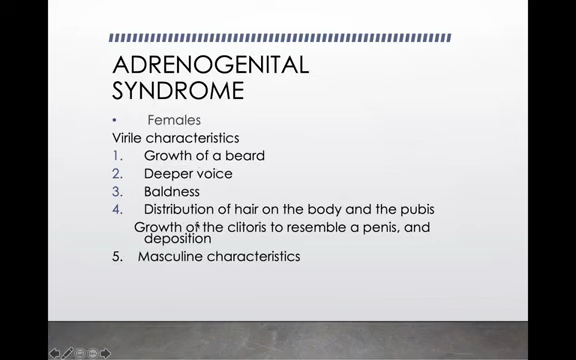 ADRENOGENITAL
SYNDROME
• Females
Virile characteristics
1. Growth of a beard
2. Deeper voice
3. Baldness
4. Distribution of hair on the body and the pubis
Growth of the clitoris to resemble a penis, and
deposition
5. Masculine characteristics